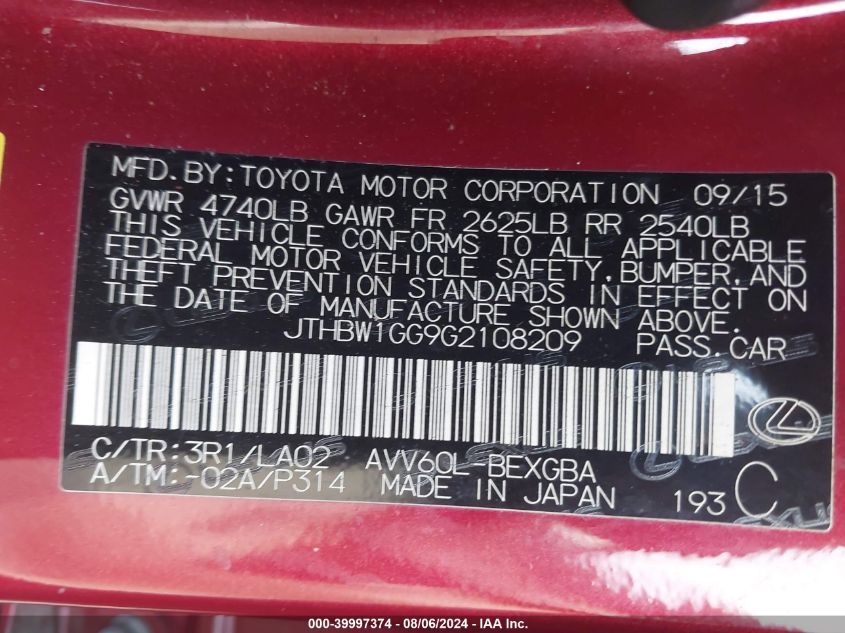 MFD. BY: TOYOTA MOTOR CORPORATION 09/15
GVWR 4740LB GAWR FR 2625LB RR 2540LB
THIS VEHICLE CONFORMS TO ALL APPLICABLE
FEDERAL MOTOR VEHICLE SAFETY, BUMPER, AND
THEFT PREVENTION STANDARDS IN EFFECT ON
THE DATE OF MANUFACTURE SHOWN ABOVE.
JTHBW1GG9G2108209 PASS. CAR
C/TR: 3R1/LA02 AVV60L-BEXGBA
A/TM: -02A/P314 MADE IN JAPAN 193 C
000-39997374 - 08/06/2024 - IAA Inc.